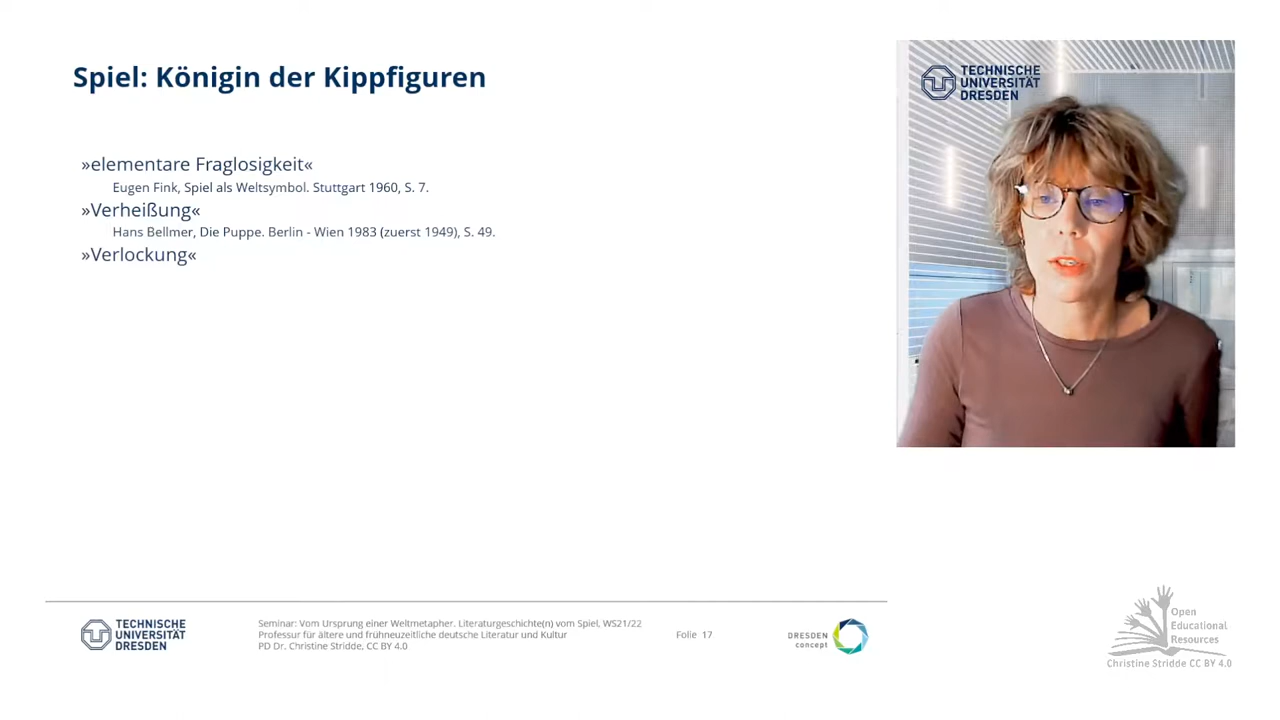 Spiel: Königin der Kippfiguren
»elementare Fraglosigkeit«
Eugen Fink, Spiel als Weltsymbol. Stuttgart 1960, S. 7.
»Verheißung«
Hans Bellmer, Die Puppe. Berlin - Wien 1983 (zuerst 1949), S. 49.
»Verlockung«
TECHNISCHE
UNIVERSITÄT
DRESDEN
TECHNISCHE
UNIVERSITÄT
DRESDEN
Seminar: Vom Ursprung einer Weltmetapher. Literaturgeschichte(n) vom Spiel, WS21/22
Professur für ältere und frühneuzeitliche deutsche Literatur und Kultur
PD Dr. Christine Stridde, CC BY 4.0
Folie 17
DRESDEN
concept
Open
Educational
Resources
Christine Stridde CC BY 4.0